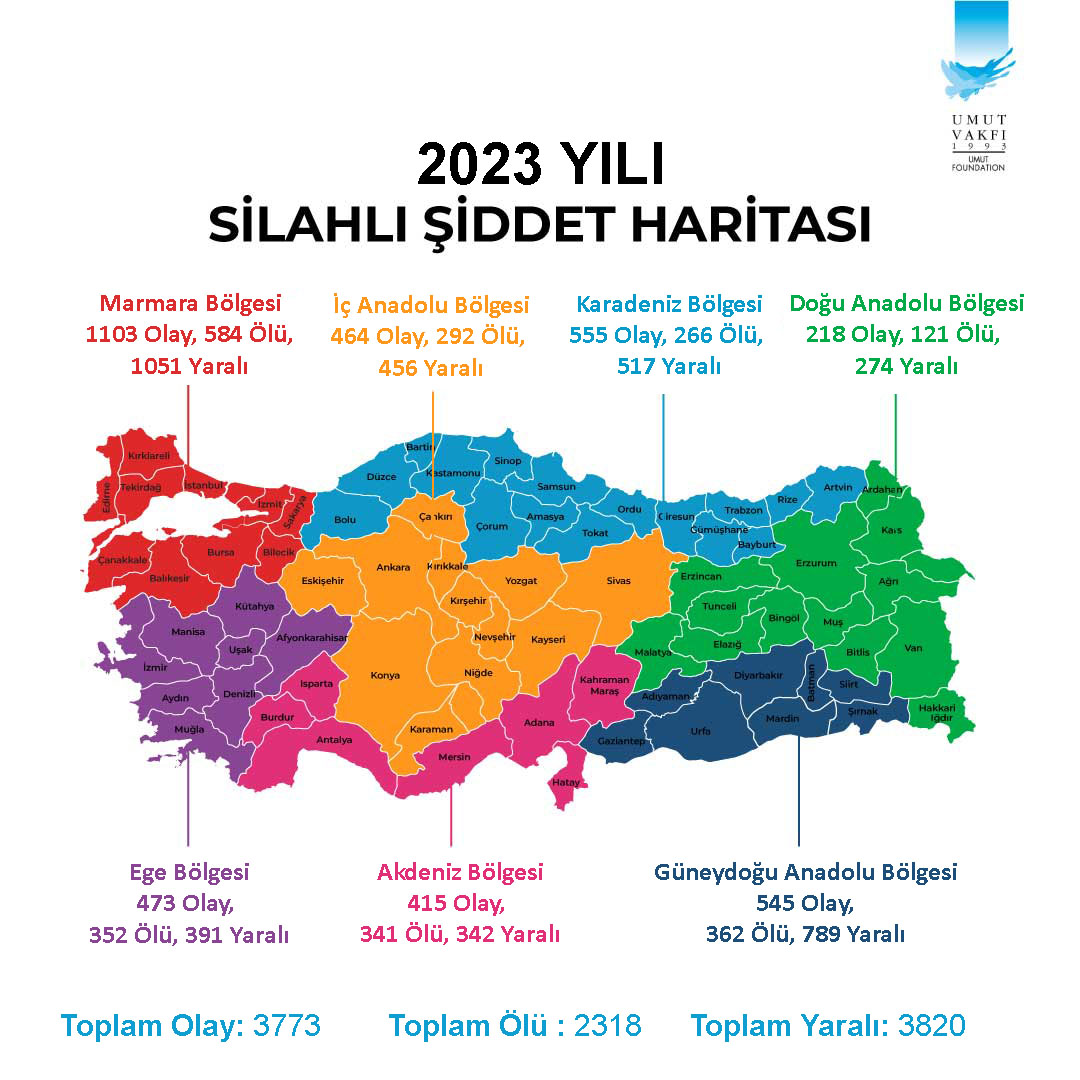 UMUT
VAKFI
1993
UMUT
FOUNDATION
2023 YILI
SİLAHLI ŞİDDET HARİTASI
Marmara Bölgesi
1103 Olay, 584 Ölü,
1051 Yaralı
İç Anadolu Bölgesi
464 Olay, 292 Ölü,
456 Yaralı
Karadeniz Bölgesi
555 Olay, 266 Ölü,
517 Yaralı
Doğu Anadolu Bölgesi
218 Olay, 121 Ölü,
274 Yaralı
Kırklareli
Edirne
Tekirdağ
İstanbul
İzmit
Sakarya
Çanakkale
Bursa
Bilecik
Balıkesir
Bartın
Kastamonu
Sinop
Düzce
Samsun
Bolu
Çorum
Amasya
Tokat
Ordu
Giresun
Trabzon
Rize
Artvin
Gümüşhane
Bayburt
Çankırı
Eskişehir
Ankara
Kırıkkale
Yozgat
Sivas
Kırşehir
Nevşehir
Kayseri
Konya
Niğde
Karaman
Ardahan
Kars
Erzurum
Erzincan
Ağrı
Tunceli
Bingöl
Muş
Elazığ
Malatya
Bitlis
Van
Hakkari
Iğdır
Kütahya
Manisa
Afyonkarahisar
Uşak
İzmir
Aydın
Denizli
Muğla
Isparta
Burdur
Antalya
Mersin
Adana
Kahraman
Maraş
Hatay
Diyarbakır
Batman
Siirt
Adıyaman
Mardin
Şırnak
Gaziantep
Urfa
Ege Bölgesi
473 Olay,
352 Ölü, 391 Yaralı
Akdeniz Bölgesi
415 Olay,
341 Ölü, 342 Yaralı
Güneydoğu Anadolu Bölgesi
545 Olay,
362 Ölü, 789 Yaralı
Toplam Olay: 3773
Toplam Ölü : 2318
Toplam Yaralı: 3820